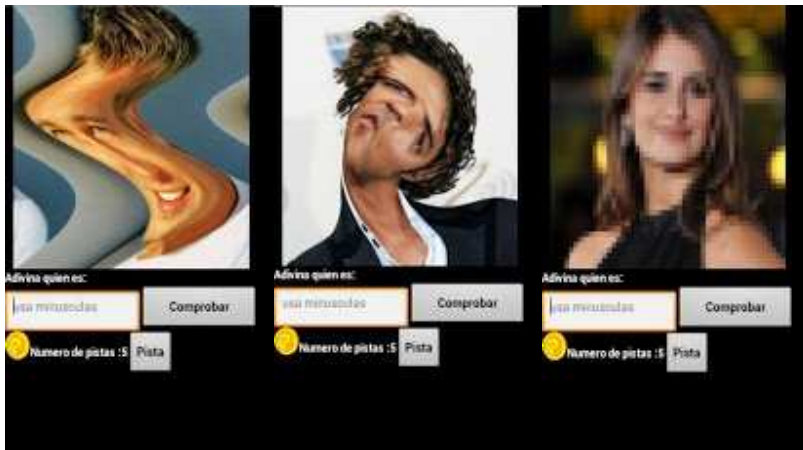 Adivina quien es:
usa minusculas
Comprobar
Numero de pistas :5
Pista
Adivina quien es:
usa minusculas
Comprobar
Numero de pistas :5
Pista
Adivina quien es:
usa minusculas
Comprobar
Numero de pistas :5
Pista